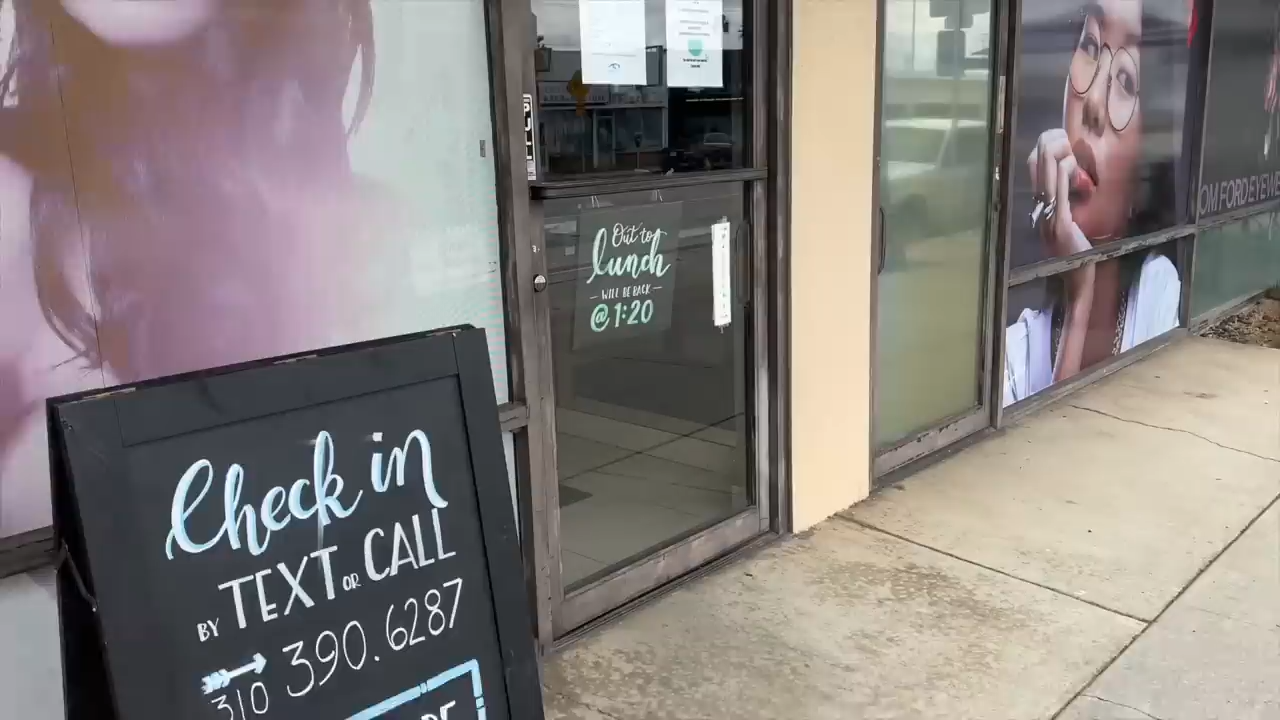 Check in
BY TEXT OR CALL
310 390.6287
Out to
lunch
- WILL BE BACK -
@ 1:20
PULL
OM FORD EYEWE